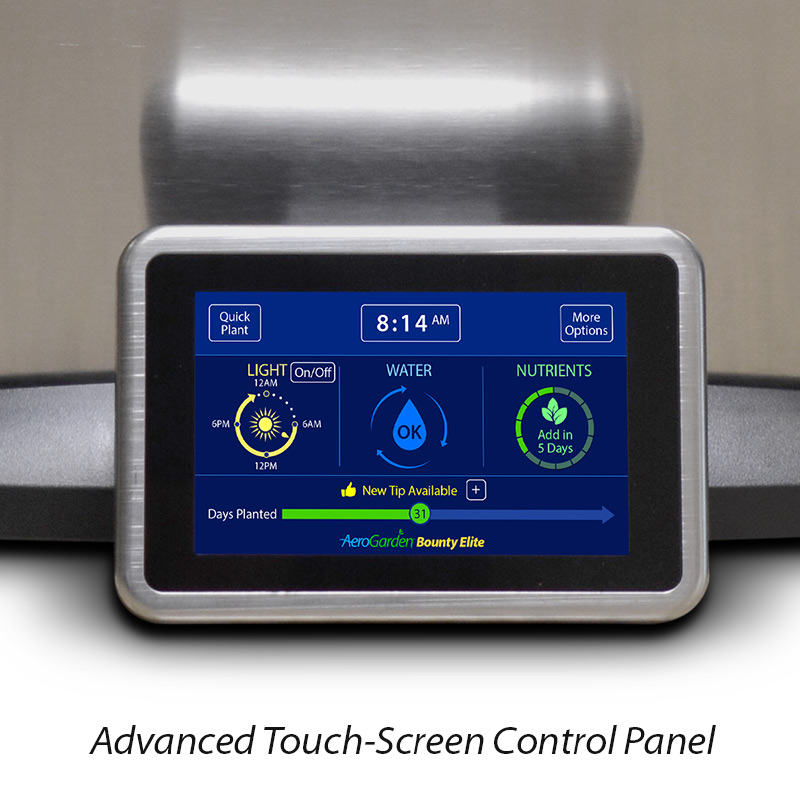 Quick
Plant
8:14 AM
More
Options
LIGHT
On/Off
12AM
6PM
6AM
12PM
WATER
OK
NUTRIENTS
Add in
5 Days
New Tip Available +
Days Planted
31
AeroGarden Bounty Elite
Advanced Touch-Screen Control Panel